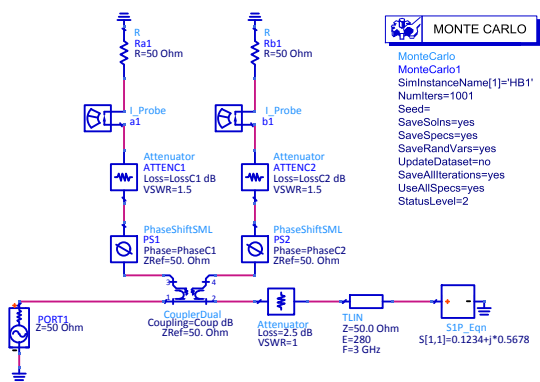 R
Ra1
R=50 Ohm
R
Rb1
R=50 Ohm
I_Probe
a1
I_Probe
b1
Attenuator
ATTENC1
Loss=LossC1 dB
VSWR=1.5
Attenuator
ATTENC2
Loss=LossC2 dB
VSWR=1.5
PhaseShiftSML
PS1
Phase=PhaseC1
ZRef=50. Ohm
PhaseShiftSML
PS2
Phase=PhaseC2
ZRef=50. Ohm
3
4
1
2
CouplerDual
Coupling=Coup dB
ZRef=50. Ohm
PORT1
Z=50 Ohm
Attenuator
Loss=2.5 dB
VSWR=1
TLIN
Z=50.0 Ohm
E=280
F=3 GHz
S1P_Eqn
S[1,1]=0.1234+j*0.5678
MONTE CARLO
MonteCarlo
MonteCarlo1
SimInstanceName[1]='HB1'
NumIters=1001
Seed=
SaveSolns=yes
SaveSpecs=yes
SaveRandVars=yes
UpdateDataset=no
SaveAllIterations=yes
UseAllSpecs=yes
StatusLevel=2